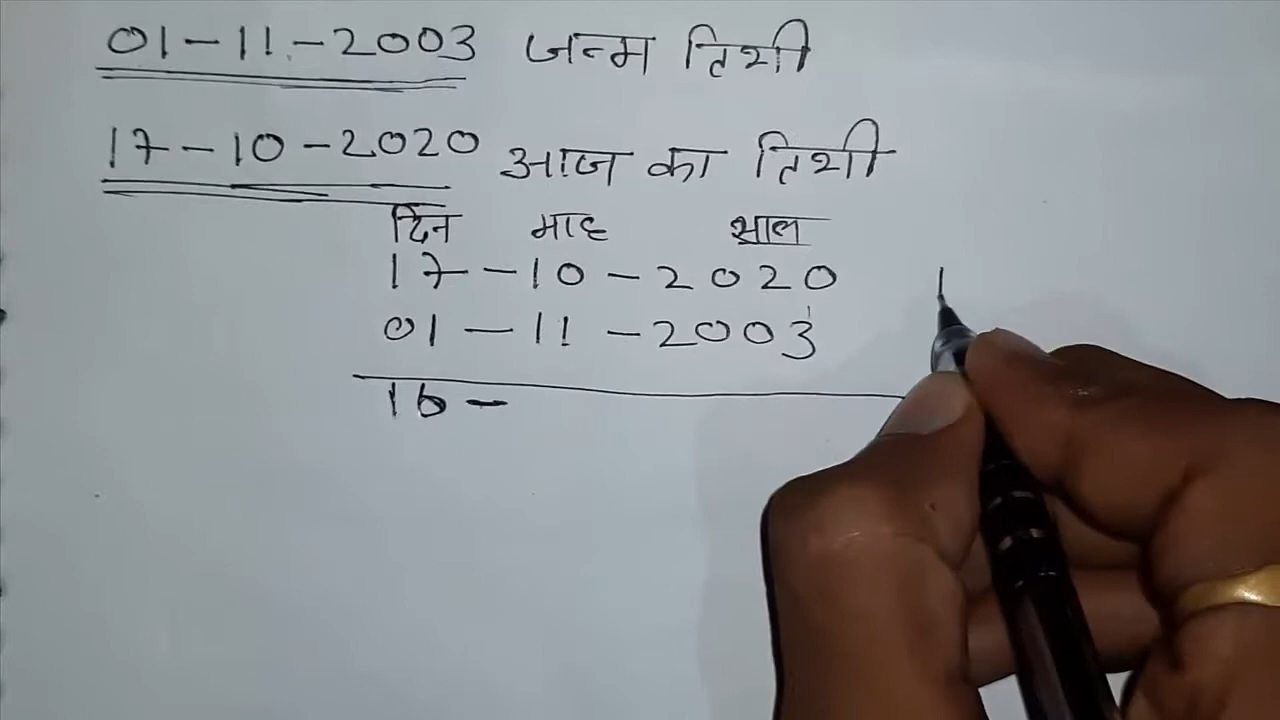 01-11-2003 जन्म तिथी
17-10-2020 आज का तिथी
दिन माह साल
17-10-2020
01-11-2003
16-